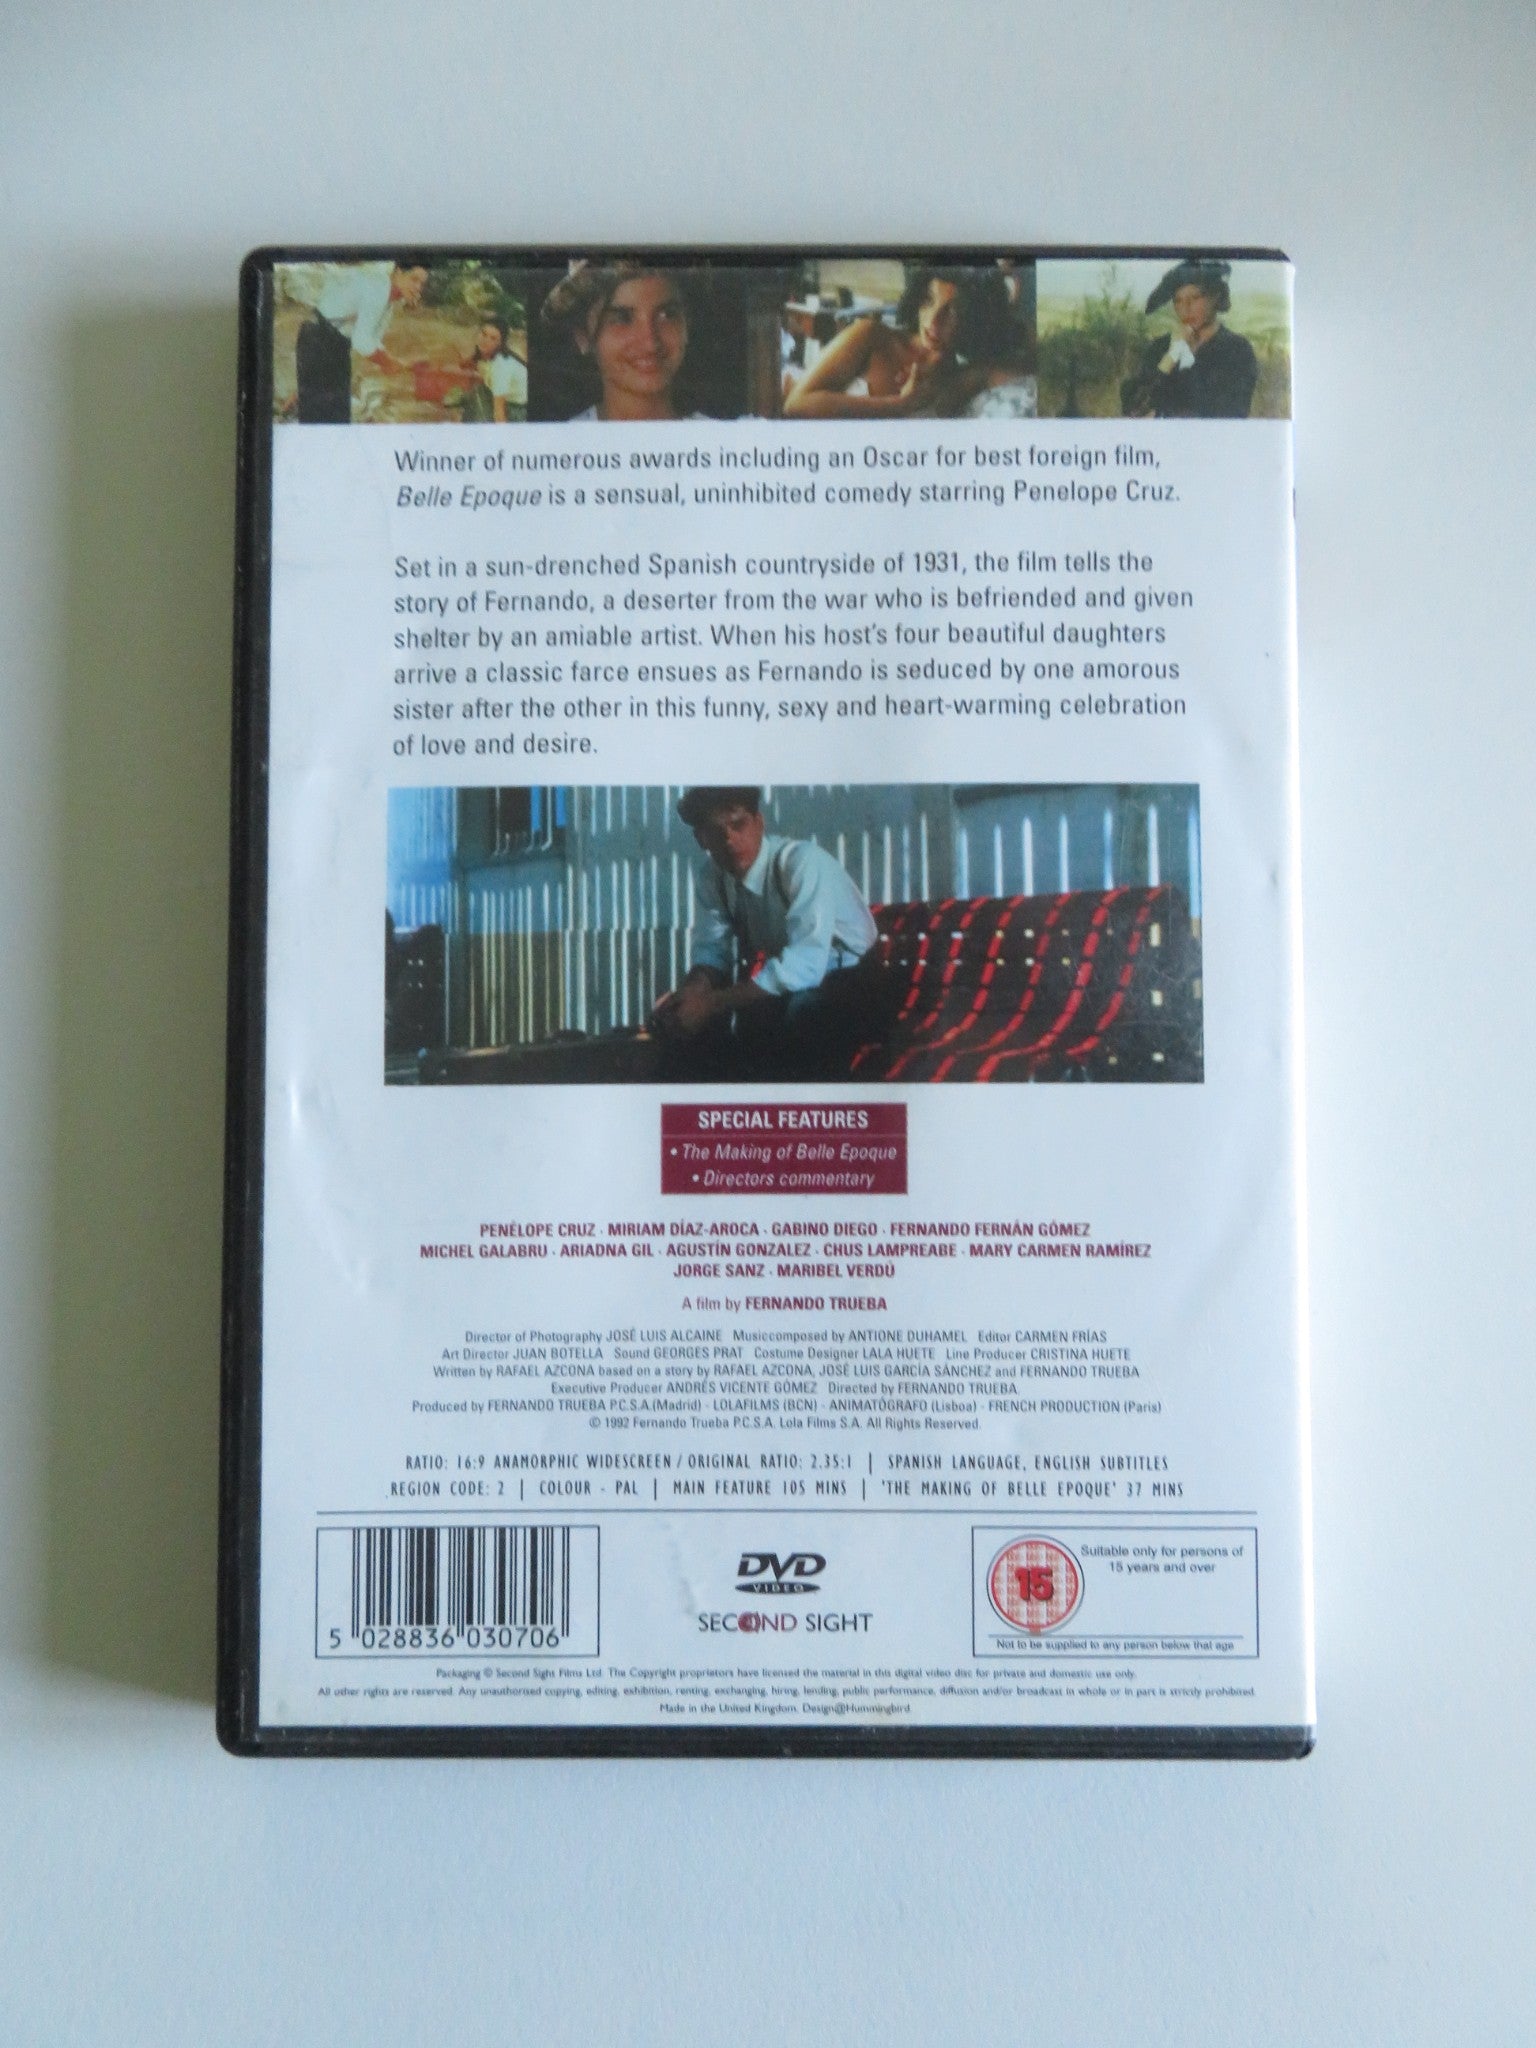 Winner of numerous awards including an Oscar for best foreign film,
Belle Epoque is a sensual, uninhibited comedy starring Penelope Cruz.
Set in a sun-drenched Spanish countryside of 1931, the film tells the
story of Fernando, a deserter from the war who is befriended and given
shelter by an amiable artist. When his host's four beautiful daughters
arrive a classic farce ensues as Fernando is seduced by one amorous
sister after the other in this funny, sexy and heart-warming celebration
of love and desire.
SPECIAL FEATURES
• The Making of Belle Epoque
• Directors commentary
PENÉLOPE CRUZ · MIRIAM DÍAZ-AROCA · GABINO DIEGO · FERNANDO FERNÁN GÓMEZ
MICHEL GALABRU · ARIADNA GIL · AGUSTÍN GONZALEZ · CHUS LAMPREABE · MARY CARMEN RAMÍREZ
JORGE SANZ · MARIBEL VERDÚ
A film by FERNANDO TRUEBA
Director of Photography JOSÉ LUIS ALCAINE Musiccomposed by ANTIONE DUHAMEL Editor CARMEN FRÍAS
Art Director JUAN BOTELLA Sound GEORGES PRAT Costume Designer LALA HUETE Line Producer CRISTINA HUETE
Written by RAFAEL AZCONA based on a story by RAFAEL AZCONA, JOSÉ LUIS GARCÍA SÁNCHEZ and FERNANDO TRUEBA
Executive Producer ANDRÉS VICENTE GÓMEZ Directed by FERNANDO TRUEBA
Produced by FERNANDO TRUEBA P.C.S.A.(Madrid) - LOLAFILMS (BCN) - ANIMATÓGRAFO (Lisboa) - FRENCH PRODUCTION (Paris)
© 1992 Fernando Trueba P.C.S.A. Lola Films S.A. All Rights Reserved.
RATIO: 16:9 ANAMORPHIC WIDESCREEN / ORIGINAL RATIO: 2.35:1 | SPANISH LANGUAGE, ENGLISH SUBTITLES
REGION CODE: 2 | COLOUR - PAL | MAIN FEATURE 105 MINS | 'THE MAKING OF BELLE EPOQUE' 37 MINS
5 028836 030706
DVD
VIDEO
SECOND SIGHT
15
Suitable only for persons of
15 years and over
Not to be supplied to any person below that age
Packaging © Second Sight Films Ltd. The Copyright proprietors have licensed the material in this digital video disc for private and domestic use only.
All other rights are reserved. Any unauthorised copying, editing, exhibition, renting, exchanging, hiring, lending, public performance, diffusion and/or broadcast in whole or in part is strictly prohibited.
Made in the United Kingdom. Design@Hummingbird